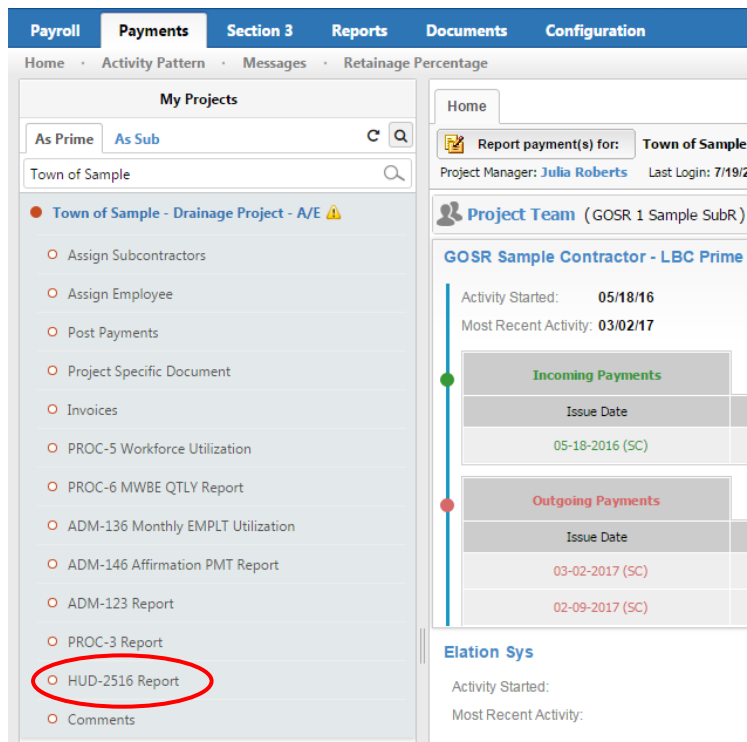 Payroll Payments Section 3 Reports Documents Configuration
Home · Activity Pattern · Messages · Retainage Percentage
My Projects
As Prime As Sub
Town of Sample
Town of Sample - Drainage Project - A/E
Assign Subcontractors
Assign Employee
Post Payments
Project Specific Document
Invoices
PROC-5 Workforce Utilization
PROC-6 MWBE QTLY Report
ADM-136 Monthly EMPLT Utilization
ADM-146 Affirmation PMT Report
ADM-123 Report
PROC-3 Report
HUD-2516 Report
Comments
Home
Report payment(s) for: Town of Sample
Project Manager: Julia Roberts Last Login: 7/19/2
Project Team (GOSR 1 Sample SubR)
GOSR Sample Contractor - LBC Prime
Activity Started: 05/18/16
Most Recent Activity: 03/02/17
Incoming Payments
Issue Date
05-18-2016 (SC)
Outgoing Payments
Issue Date
03-02-2017 (SC)
02-09-2017 (SC)
Elation Sys
Activity Started:
Most Recent Activity: